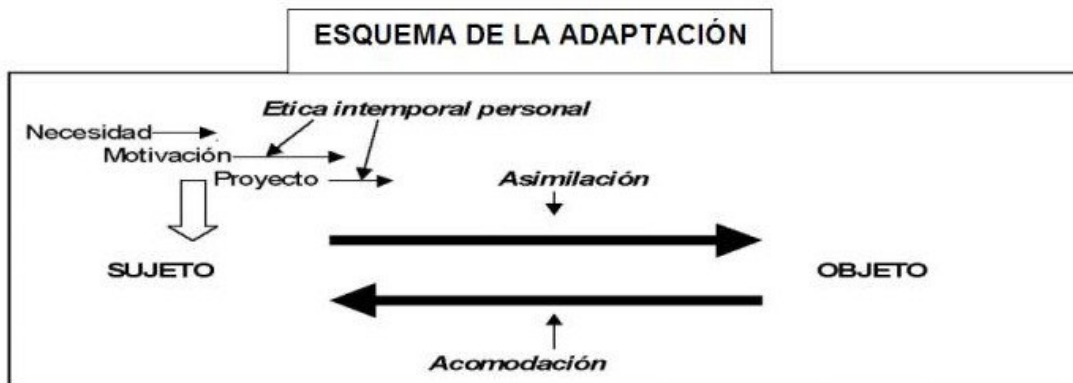 ESQUEMA DE LA ADAPTACIÓN
Etica intemporal personal
Necesidad
Motivación
Proyecto
Asimilación
SUJETO
OBJETO
Acomodación